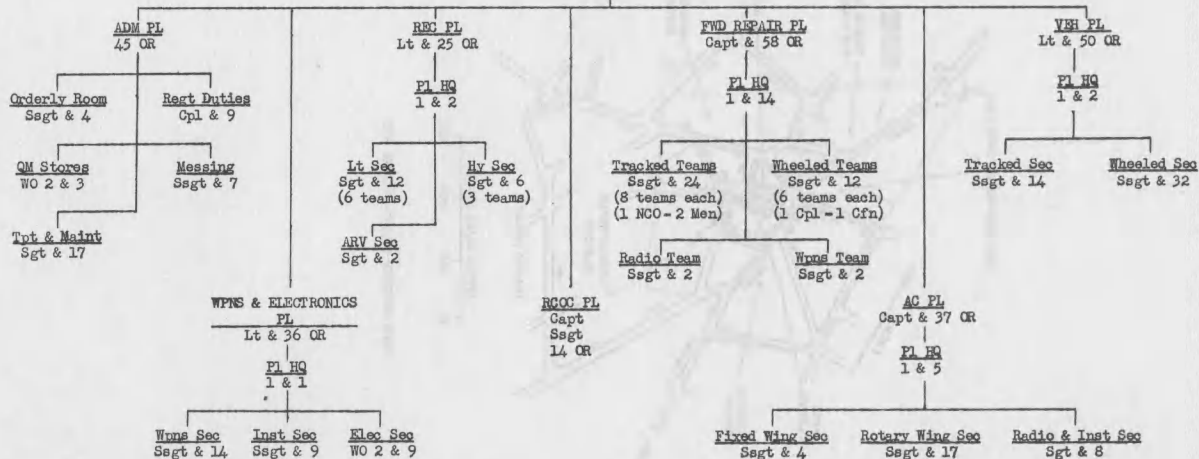 ADM PL
45 OR
Orderly Room
Ssgt & 4
Regt Duties
Cpl & 9
QM Stores
WO 2 & 3
Messing
Ssgt & 7
Tpt & Maint
Sgt & 17
WPNS & ELECTRONICS
PL
Lt & 36 OR
Pl HQ
1 & 1
Wpns Sec
Ssgt & 14
Inst Sec
Ssgt & 9
Elec Sec
WO 2 & 9
REC PL
Lt & 25 OR
Pl HQ
1 & 2
Lt Sec
Sgt & 12
(6 teams)
Hy Sec
Sgt & 6
(3 teams)
ARV Sec
Sgt & 2
RCOC PL
Capt
Ssgt
14 OR
FWD REPAIR PL
Capt & 58 OR
Pl HQ
1 & 14
Tracked Teams
Ssgt & 24
(8 teams each)
(1 NCO - 2 Men)
Wheeled Teams
Ssgt & 12
(6 teams each)
(1 Cpl - 1 Cfn)
Radio Team
Ssgt & 2
Wpns Team
Ssgt & 2
AC PL
Capt & 37 OR
Pl HQ
1 & 5
Fixed Wing Sec
Ssgt & 4
Rotary Wing Sec
Ssgt & 17
Radio & Inst Sec
Sgt & 8
VEH PL
Lt & 50 OR
Pl HQ
1 & 2
Tracked Sec
Ssgt & 14
Wheeled Sec
Ssgt & 32